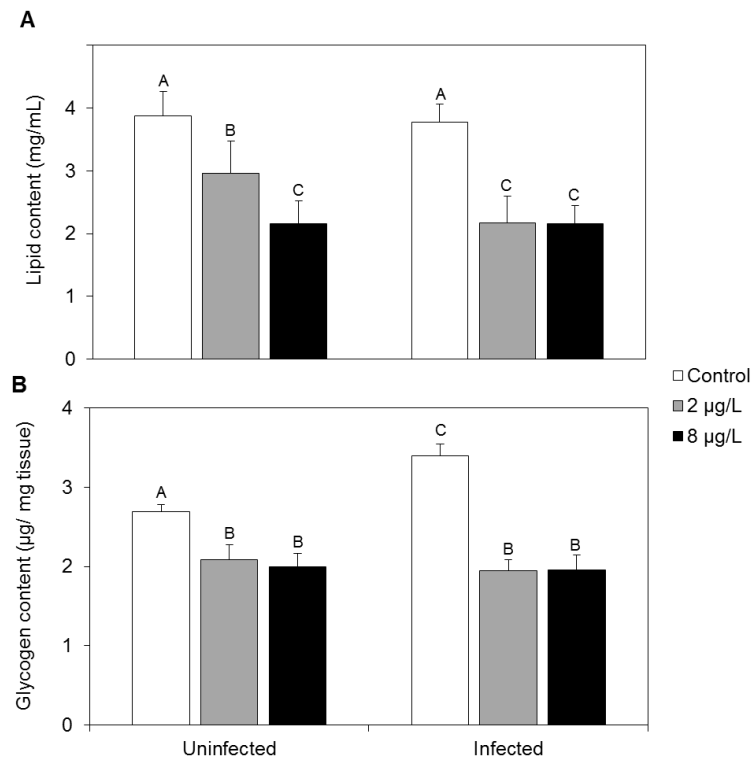 A
Lipid content (mg/mL)
4
3
2
1
0
A
B
C
A
C
C
B
Glycogen content (µg/ mg tissue)
4
3
2
1
0
A
B
B
C
B
B
Uninfected
Infected
Control
2 µg/L
8 µg/L